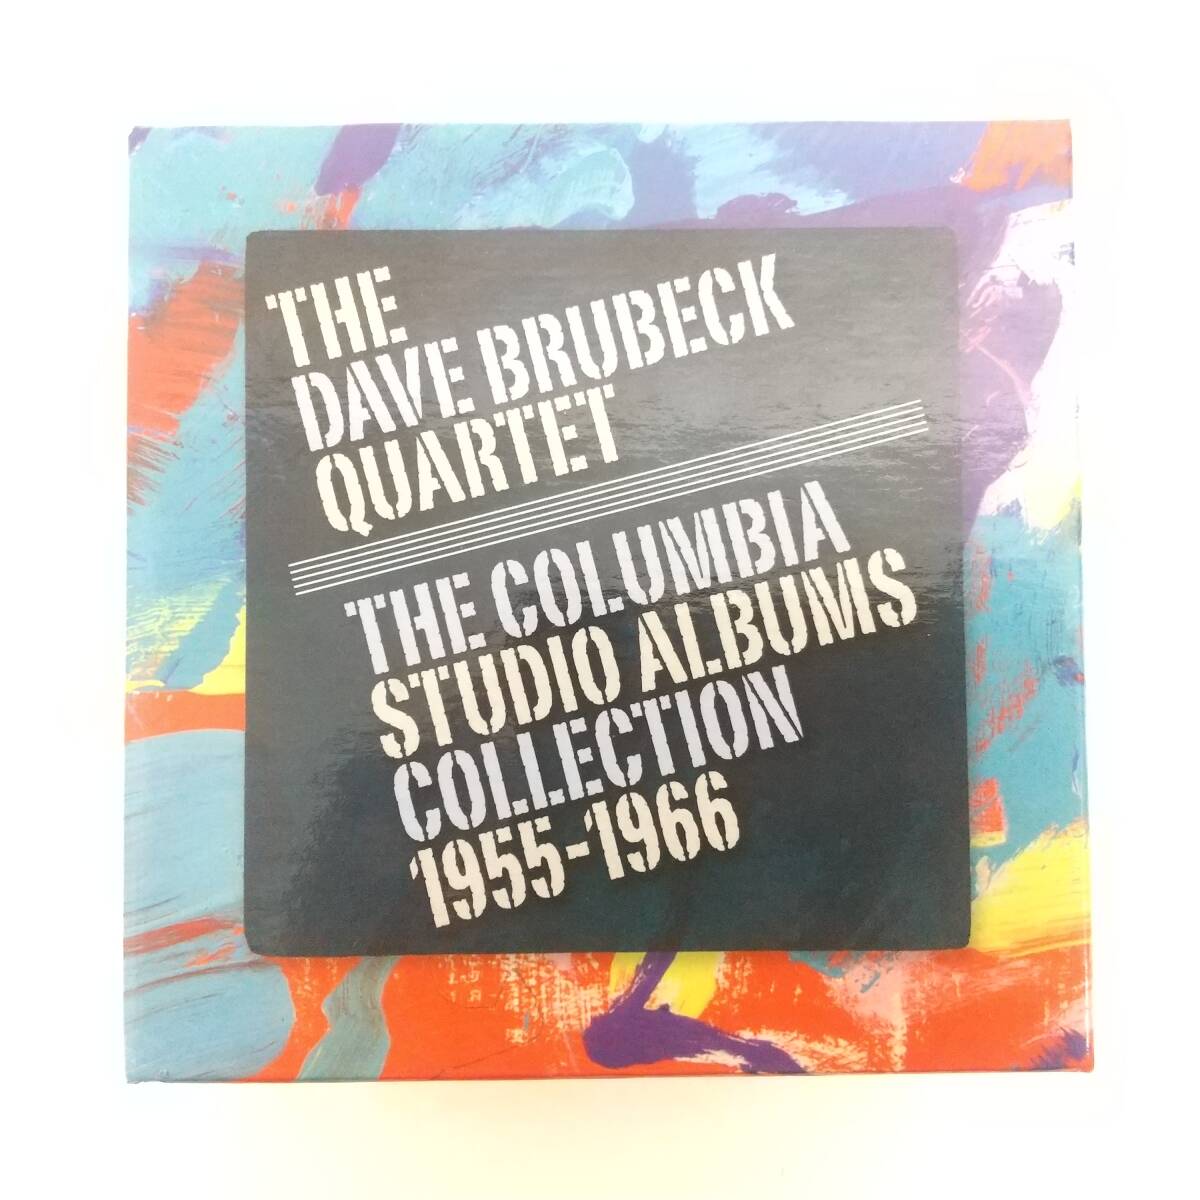 THE
DAVE BRUBECK
QUARTET
THE COLUMBIA
STUDIO ALBUMS
COLLECTION
1955-1966